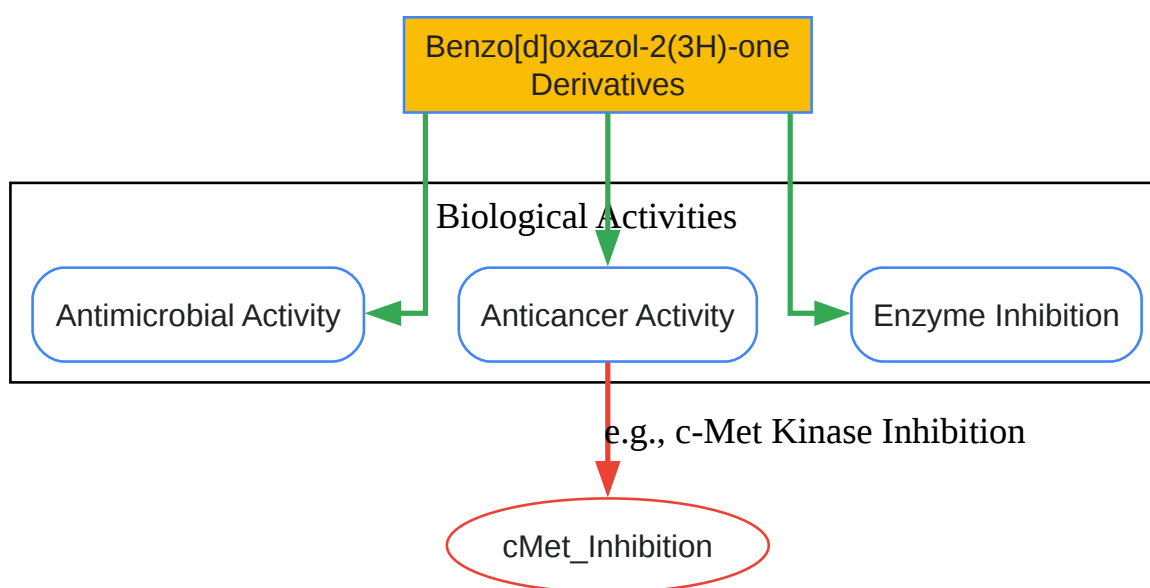 Benzo[d]oxazol-2(3H)-one
Derivatives
Biological Activities
Antimicrobial Activity
Anticancer Activity
Enzyme Inhibition
e.g., c-Met Kinase Inhibition
cMet_Inhibition